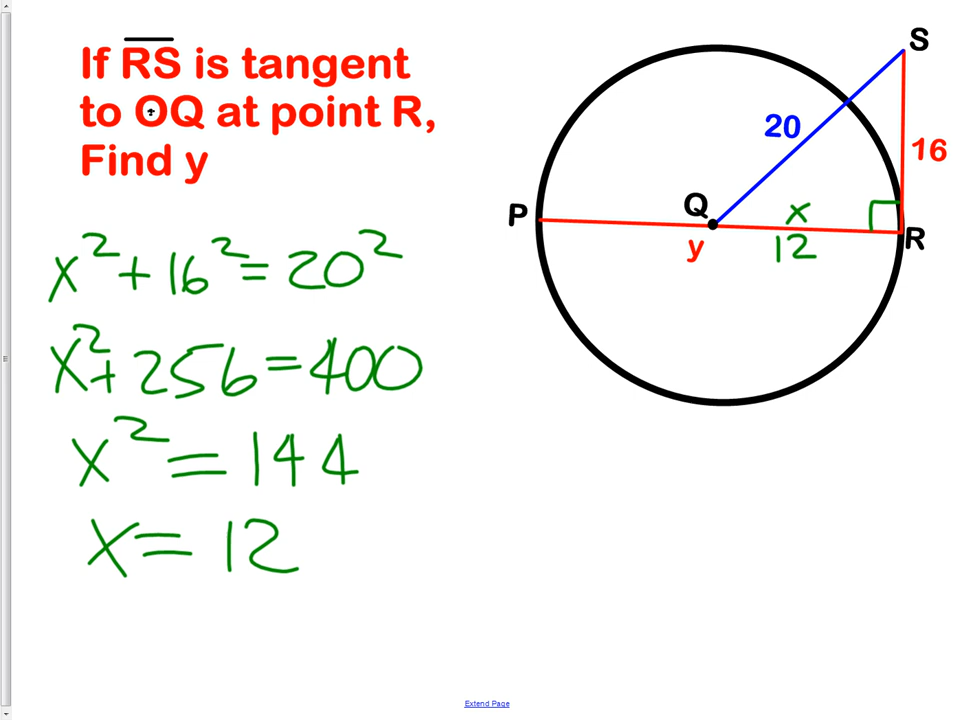 If RS is tangent
to ⊙Q at point R,
Find y
x² + 16² = 20²
x² + 256 = 400
x² = 144
x = 12
S
20
16
P
Q
x
R
y
12
Extend Page